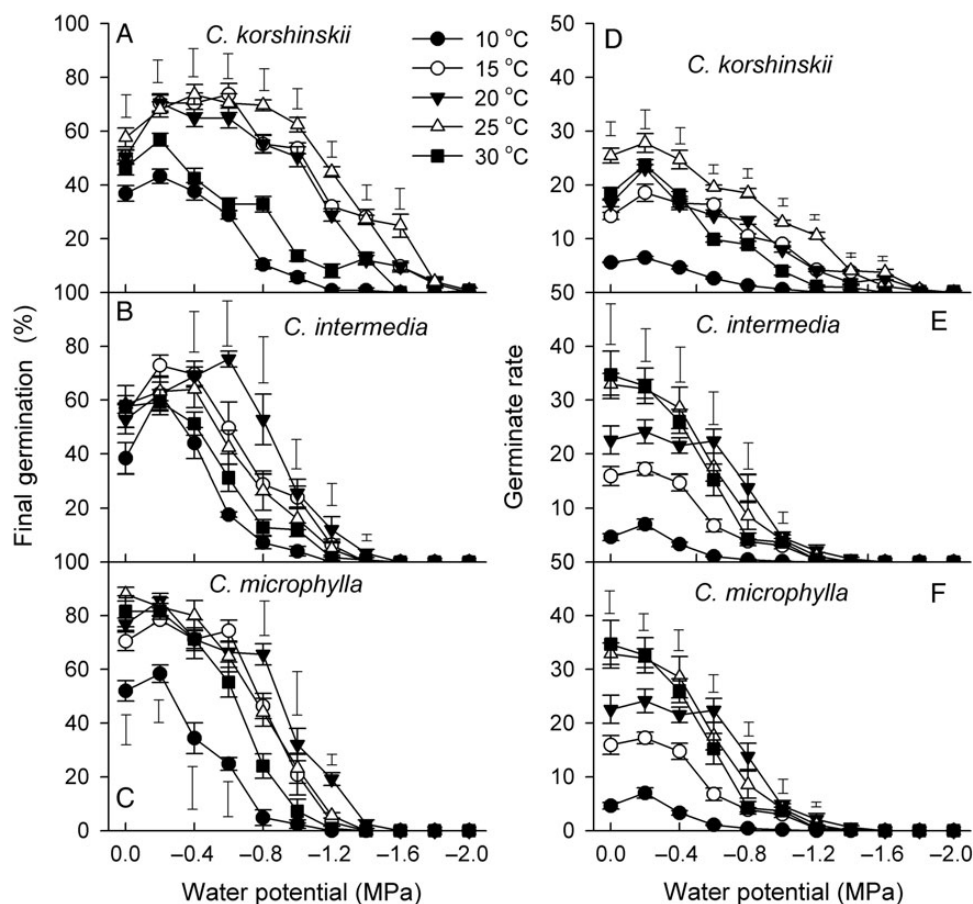 A
C. korshinskii
10 °C
15 °C
20 °C
25 °C
30 °C
100
80
60
40
20
100
B
C. intermedia
80
60
40
20
100
C. microphylla
80
60
40
20
0
C
Final germination (%)
0.0 –0.4 –0.8 –1.2 –1.6 –2.0
Water potential (MPa)
D
C. korshinskii
50
40
30
20
10
50
C. intermedia
E
40
30
20
10
50
C. microphylla
F
40
30
20
10
0
Germinate rate
0.0 –0.4 –0.8 –1.2 –1.6 –2.0
Water potential (MPa)